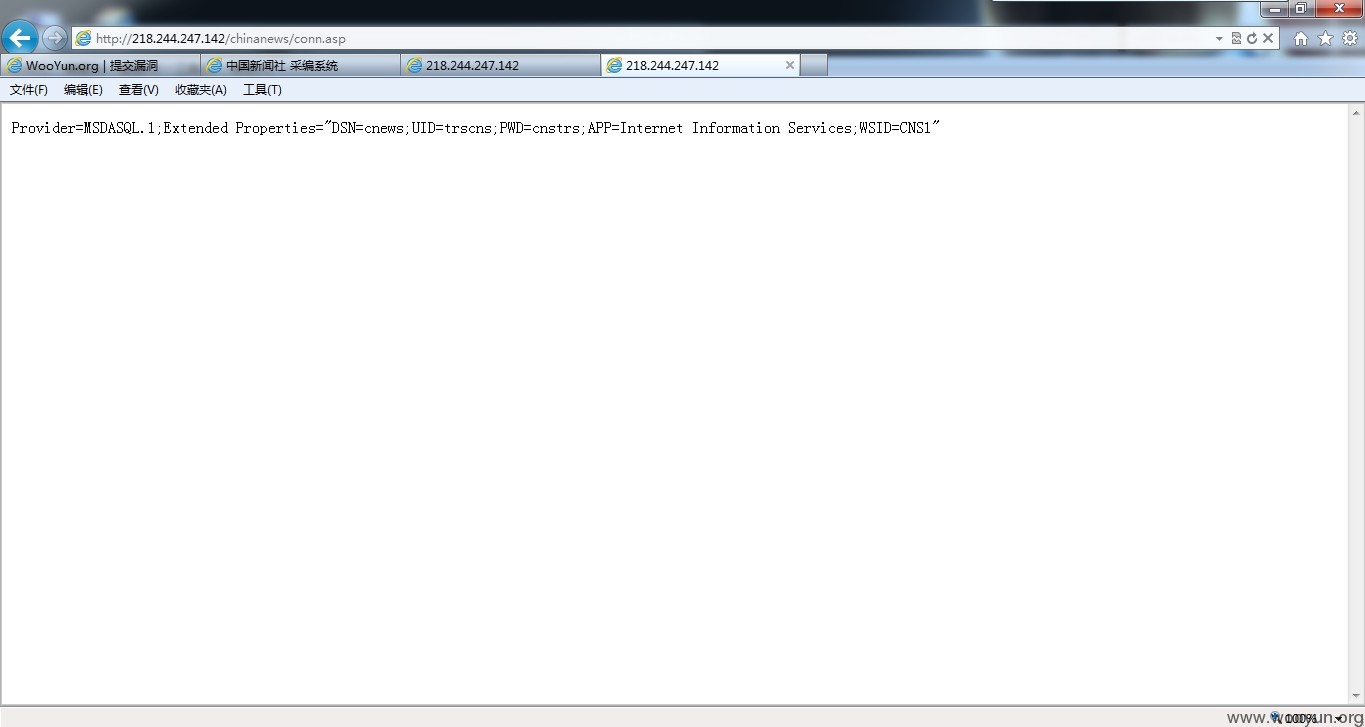 http://218.244.247.142/chinanews/conn.asp
WooYun.org | 提交漏洞
中国新闻社 采编系统
218.244.247.142
218.244.247.142
文件(F) 编辑(E) 查看(V) 收藏夹(A) 工具(T)
Provider=MSDASQL.1;Extended Properties="DSN=cnews;UID=trscns;PWD=cnstrs;APP=Internet Information Services;WSID=CNS1"
100%
www.wooyun.org